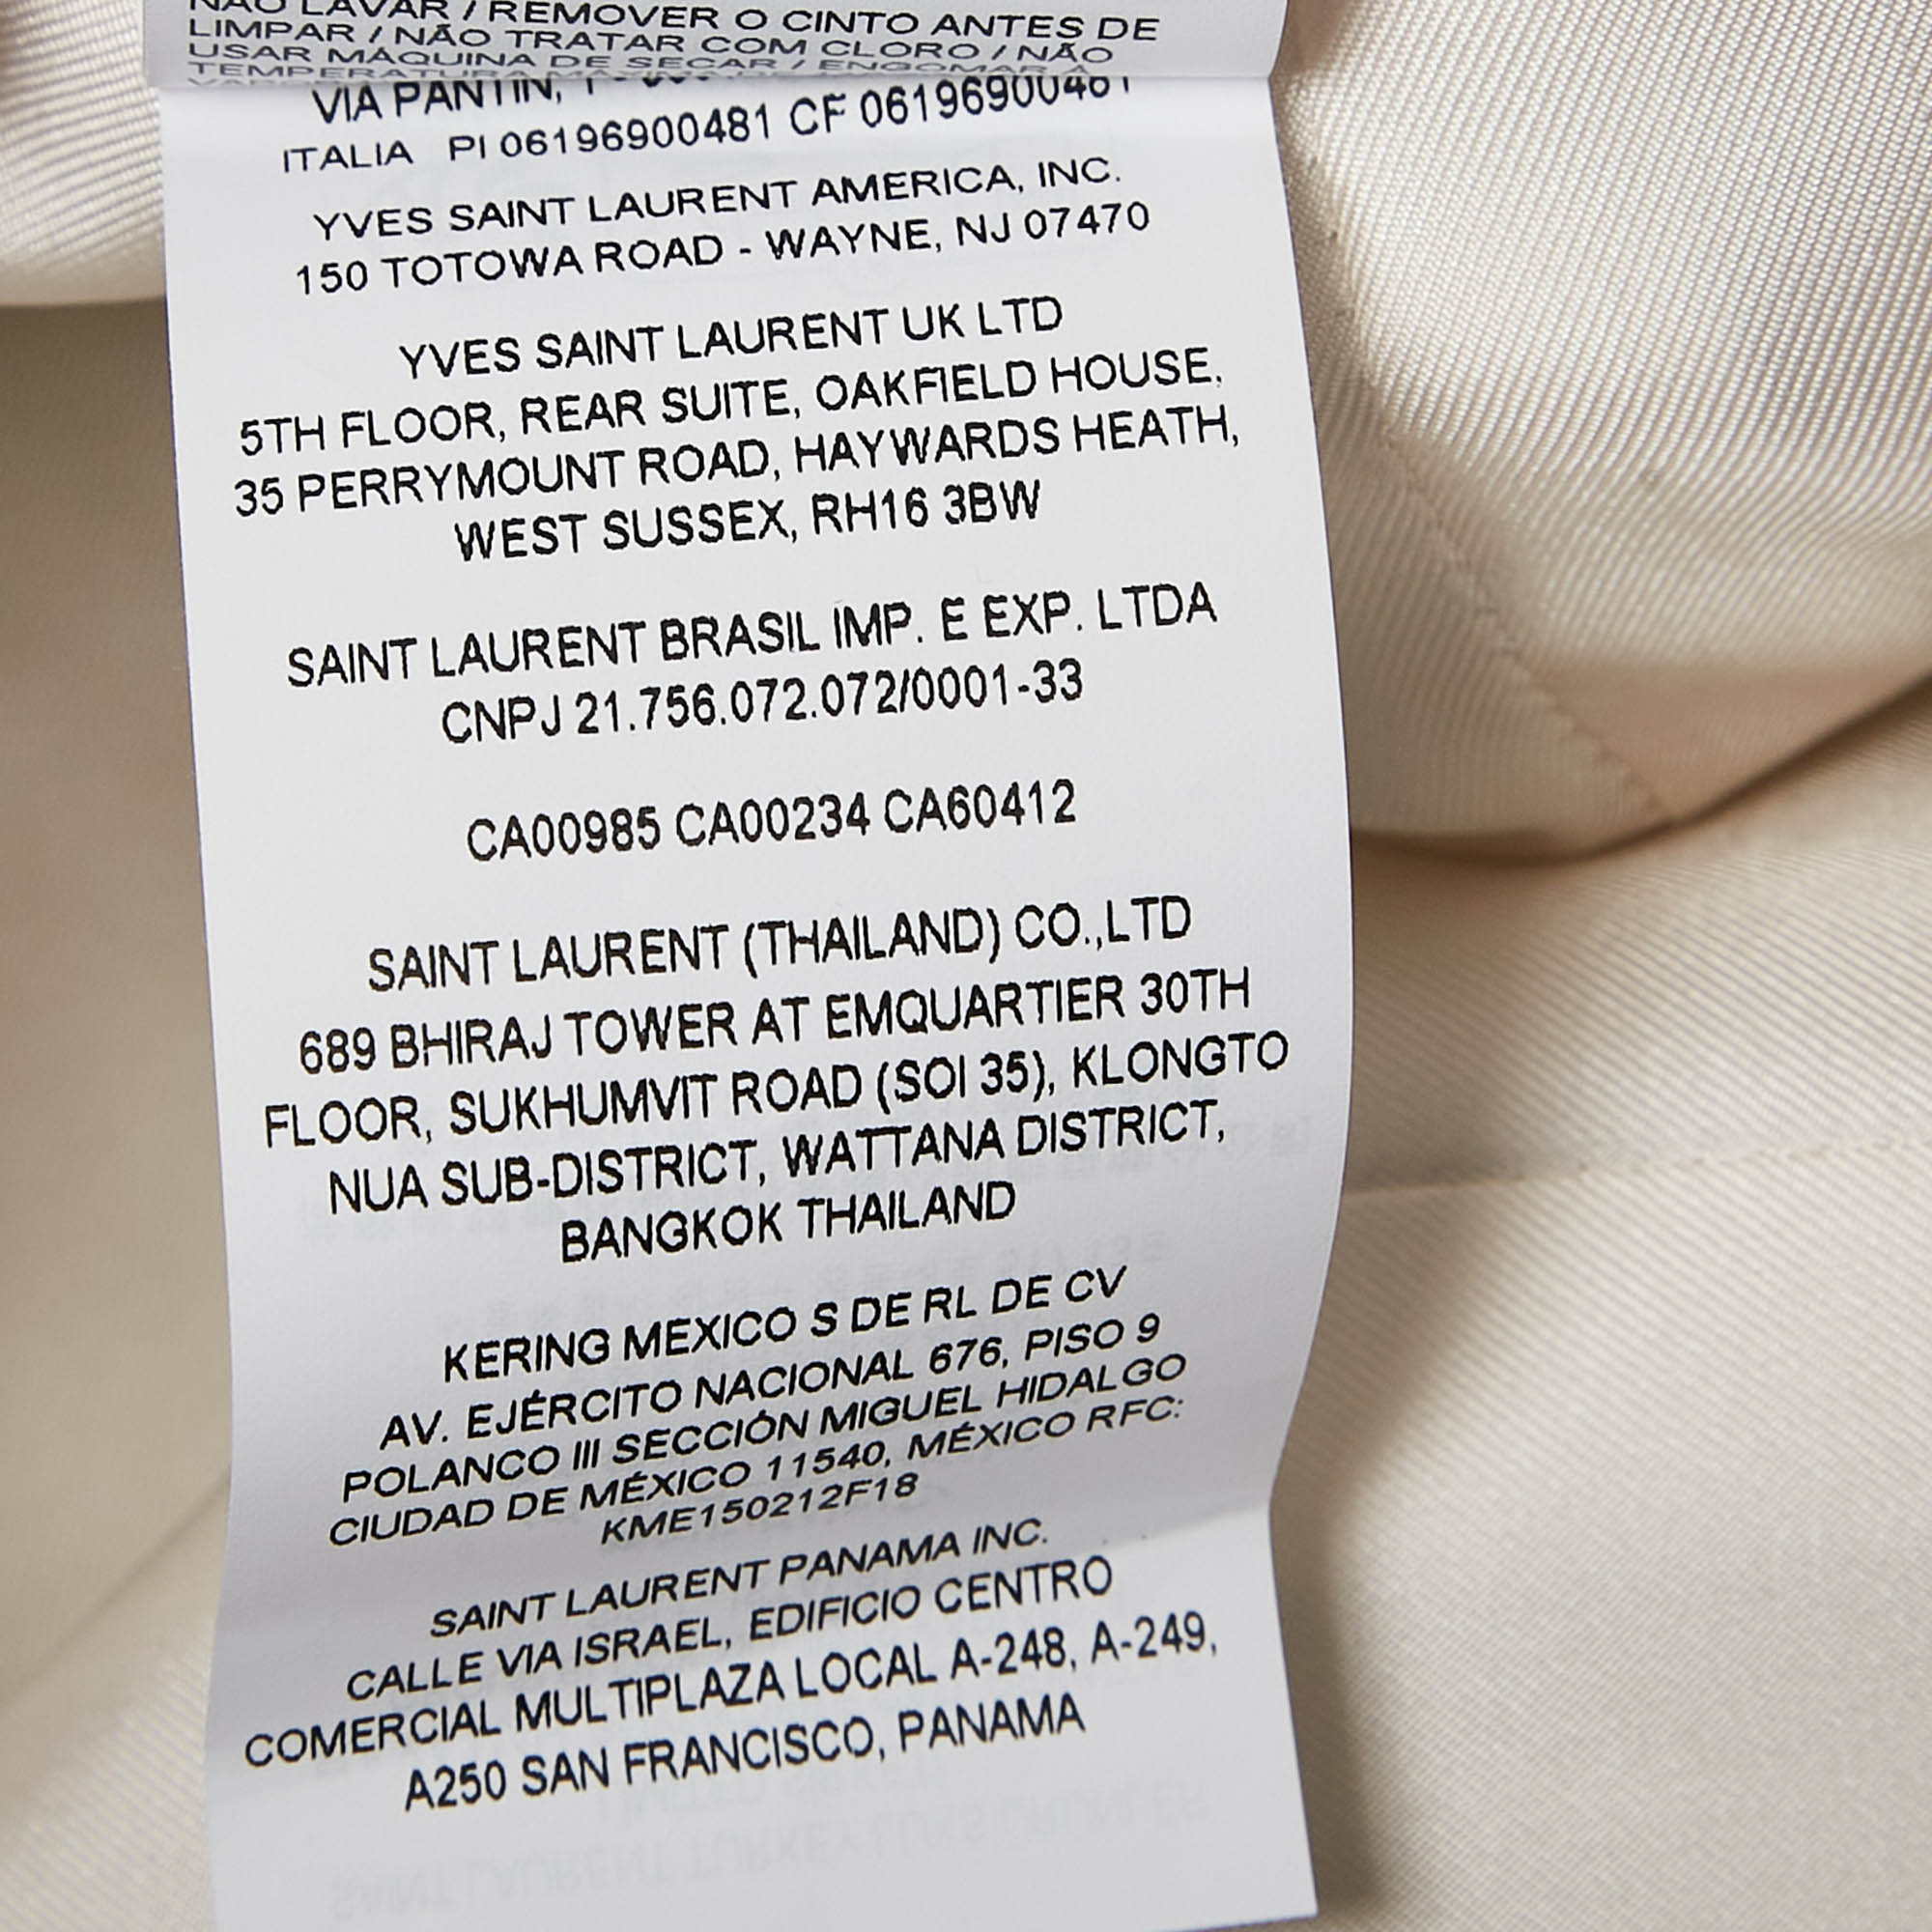 NÃO LAVAR / REMOVER O CINTO ANTES DE
LIMPAR / NÃO TRATAR COM CLORO / NÃO
USAR MÁQUINA DE SECAR / ENGOMAR À
VIA PANTIN, 1
ITALIA PI 06196900481 CF 06196900481
YVES SAINT LAURENT AMERICA, INC.
150 TOTOWA ROAD - WAYNE, NJ 07470
YVES SAINT LAURENT UK LTD
5TH FLOOR, REAR SUITE, OAKFIELD HOUSE,
35 PERRYMOUNT ROAD, HAYWARDS HEATH,
WEST SUSSEX, RH16 3BW
SAINT LAURENT BRASIL IMP. E EXP. LTDA
CNPJ 21.756.072.072/0001-33
CA00985 CA00234 CA60412
SAINT LAURENT (THAILAND) CO.,LTD
689 BHIRAJ TOWER AT EMQUARTIER 30TH
FLOOR, SUKHUMVIT ROAD (SOI 35), KLONGTO
NUA SUB-DISTRICT, WATTANA DISTRICT,
BANGKOK THAILAND
KERING MEXICO S DE RL DE CV
AV. EJÉRCITO NACIONAL 676, PISO 9
POLANCO III SECCIÓN MIGUEL HIDALGO
CIUDAD DE MÉXICO 11540, MÉXICO RFC:
KME150212F18
SAINT LAURENT PANAMA INC.
CALLE VIA ISRAEL, EDIFICIO CENTRO
COMERCIAL MULTIPLAZA LOCAL A-248, A-249,
A250 SAN FRANCISCO, PANAMA